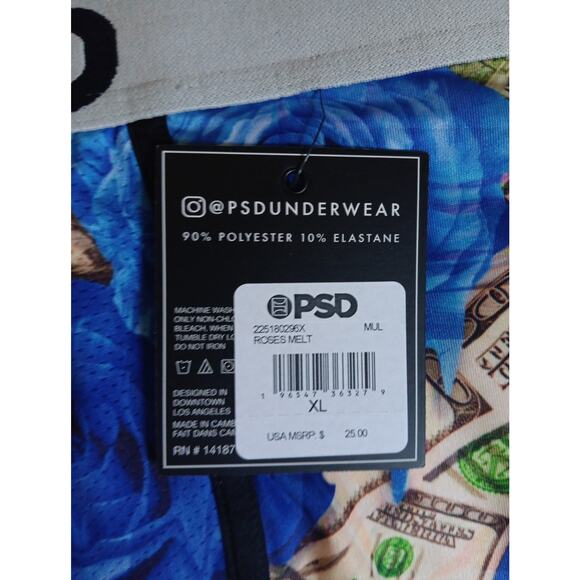 @PSDUNDERWEAR
90% POLYESTER 10% ELASTANE
MACHINE WASH
ONLY NON-CHLO
BLEACH. WHEN
TUMBLE DRY LO
DO NOT IRON
DESIGNED IN
DOWNTOWN
LOS ANGELES
MADE IN CAMB
FAIT DANS CAM
RN # 14187
PSD
225180296X MUL
ROSES MELT
1 96547 36327 9
XL
USA MSRP: $ 25.00